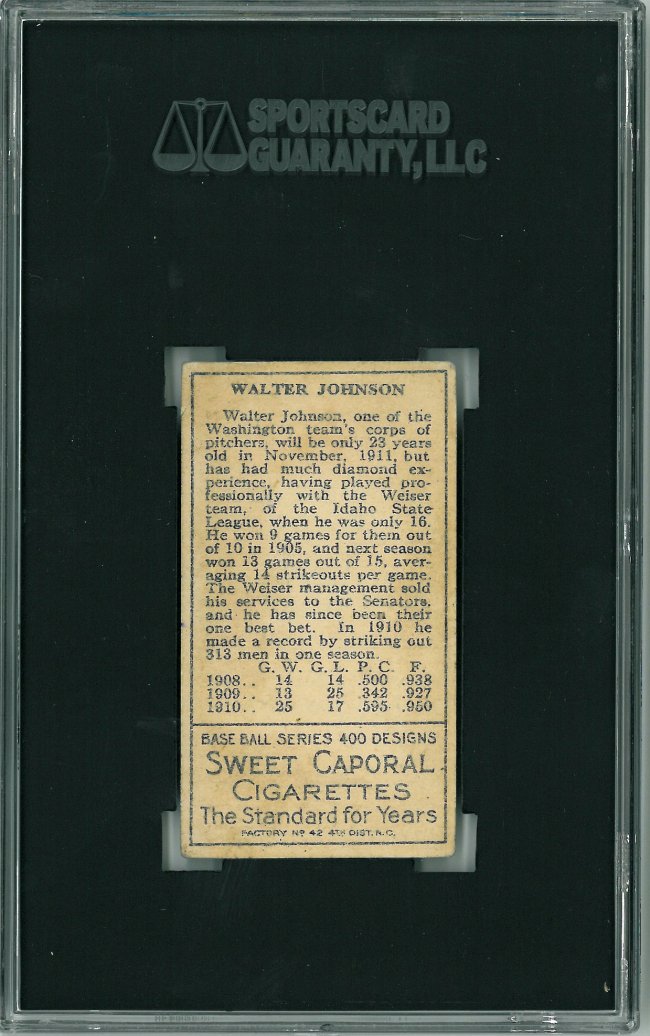 SPORTSCARD
GUARANTY, LLC
WALTER JOHNSON
Walter Johnson, one of the
Washington team's corps of
pitchers, will be only 23 years
old in November, 1911, but
has had much diamond ex-
perience, having played pro-
fessionally with the Weiser
team, of the Idaho State
League, when he was only 16.
He won 9 games for them out
of 10 in 1905, and next season
won 13 games out of 15, aver-
aging 14 strikeouts per game.
The Weiser management sold
his services to the Senators,
and he has since been their
one best bet. In 1910 he
made a record by striking out
313 men in one season.
G. W. G. L. P. C. F.
1908.. 14 14 .500 .938
1909.. 13 25 .342 .927
1910.. 25 17 .595 .950
BASE BALL SERIES 400 DESIGNS
SWEET CAPORAL
CIGARETTES
The Standard for Years
FACTORY Nº 42 4TH DIST. N.C.